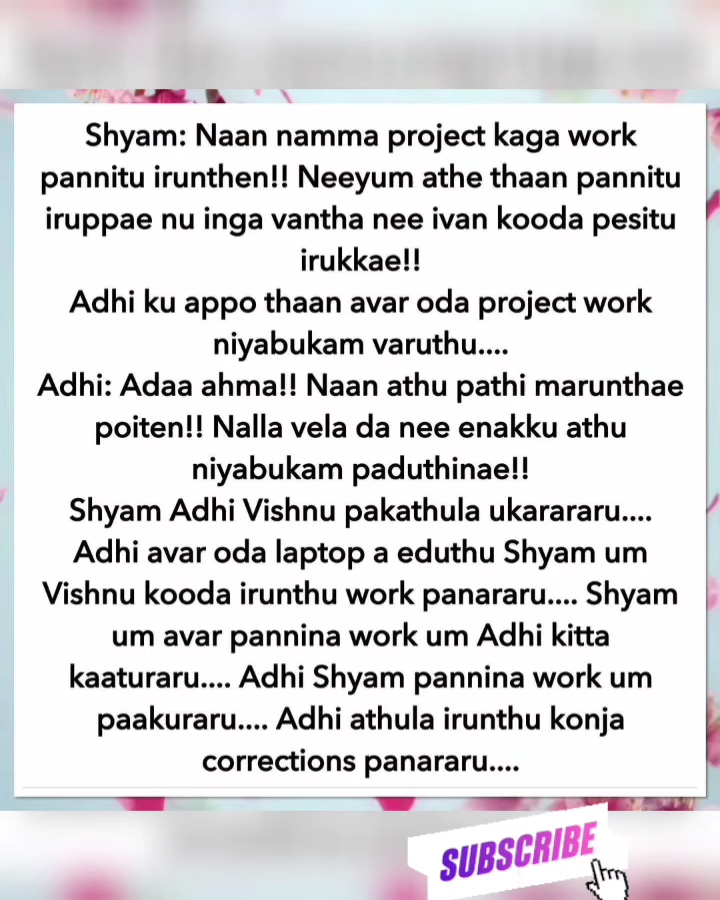 Shyam: Naan namma project kaga work
pannitu irunthen!! Neeyum athe thaan pannitu
iruppae nu inga vantha nee ivan kooda pesitu
irukkae!!
Adhi ku appo thaan avar oda project work
niyabukam varuthu....
Adhi: Adaa ahma!! Naan athu pathi marunthae
poiten!! Nalla vela da nee enakku athu
niyabukam paduthinae!!
Shyam Adhi Vishnu pakathula ukarararu....
Adhi avar oda laptop a eduthu Shyam um
Vishnu kooda irunthu work panararu.... Shyam
um avar pannina work um Adhi kitta
kaaturaru.... Adhi Shyam pannina work um
paakuraru.... Adhi athula irunthu konja
corrections panararu....
SUBSCRIBE